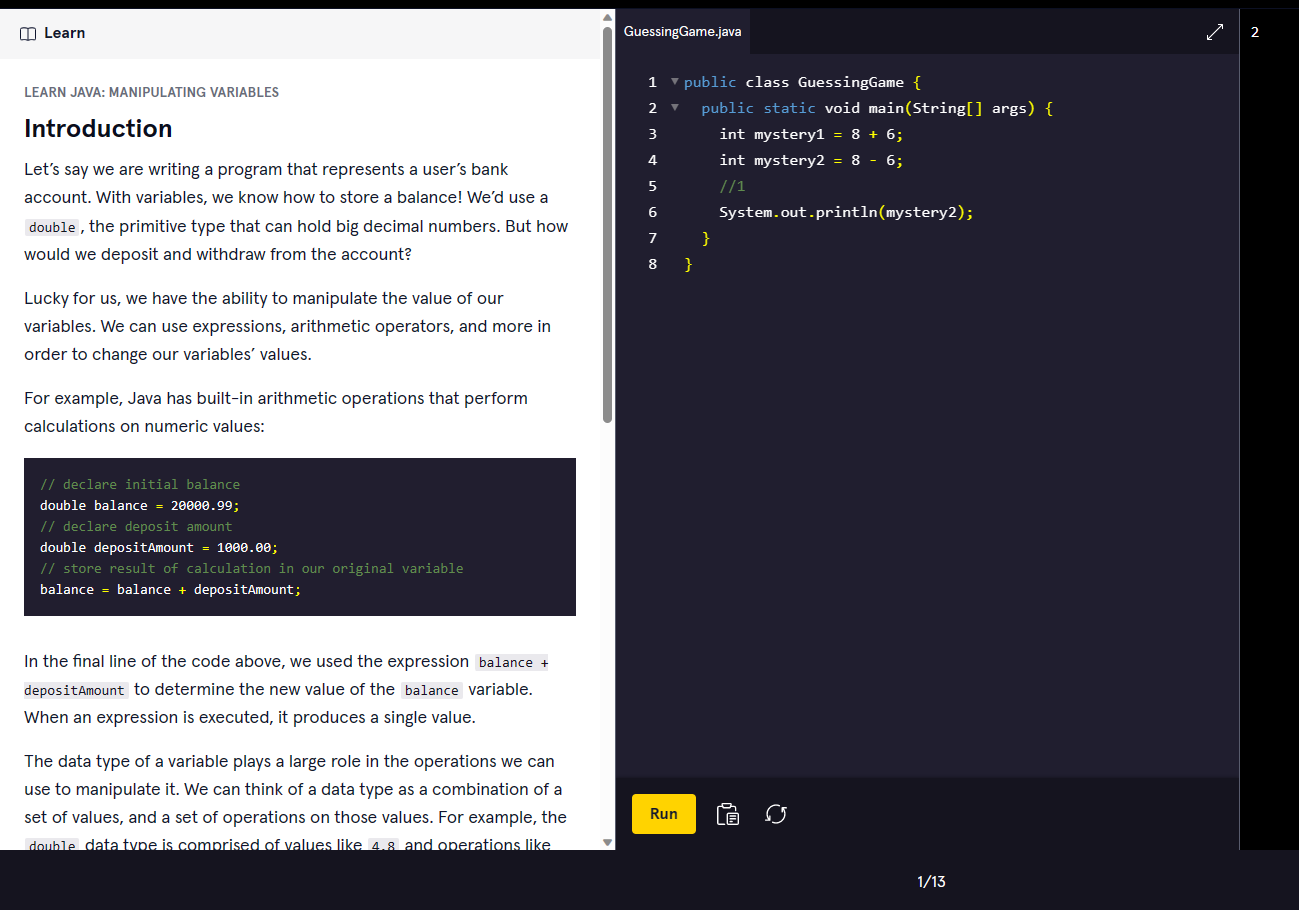 Learn
LEARN JAVA: MANIPULATING VARIABLES
Introduction
Let’s say we are writing a program that represents a user’s bank
account. With variables, we know how to store a balance! We’d use a
double, the primitive type that can hold big decimal numbers. But how
would we deposit and withdraw from the account?
Lucky for us, we have the ability to manipulate the value of our
variables. We can use expressions, arithmetic operators, and more in
order to change our variables’ values.
For example, Java has built-in arithmetic operations that perform
calculations on numeric values:
// declare initial balance
double balance = 20000.99;
// declare deposit amount
double depositAmount = 1000.00;
// store result of calculation in our original variable
balance = balance + depositAmount;
In the final line of the code above, we used the expression balance +
depositAmount to determine the new value of the balance variable.
When an expression is executed, it produces a single value.
The data type of a variable plays a large role in the operations we can
use to manipulate it. We can think of a data type as a combination of a
set of values, and a set of operations on those values. For example, the
double data type is comprised of values like 4.8 and operations like
GuessingGame.java
1 public class GuessingGame {
2 public static void main(String[] args) {
3 int mystery1 = 8 + 6;
4 int mystery2 = 8 - 6;
5 //1
6 System.out.println(mystery2);
7 }
8 }
Run
2
1/13